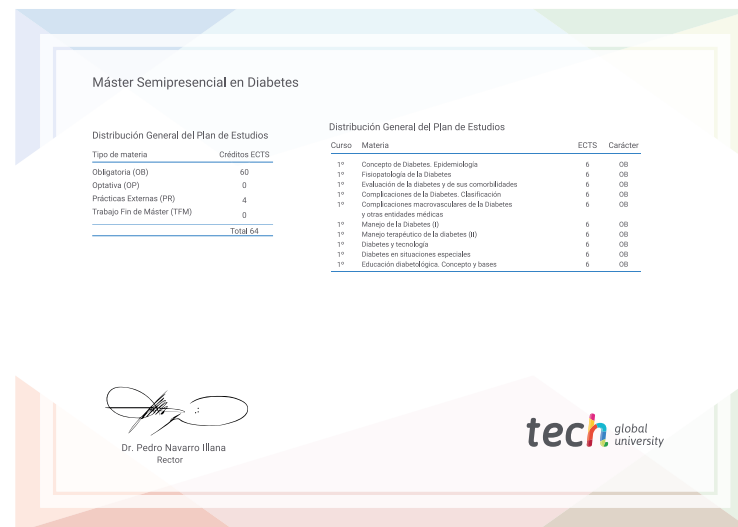 Máster Semipresencial en Diabetes
Distribución General del Plan de Estudios
Tipo de materia Créditos ECTS
Obligatoria (OB) 60
Optativa (OP) 0
Prácticas Externas (PR) 4
Trabajo Fin de Máster (TFM) 0
Total 64
Distribución General del Plan de Estudios
Curso Materia ECTS Carácter
1º Concepto de Diabetes. Epidemiología 6 OB
1º Fisiopatología de la Diabetes 6 OB
1º Evaluación de la diabetes y de sus comorbilidades 6 OB
1º Complicaciones de la Diabetes. Clasificación 6 OB
1º Complicaciones macrovasculares de la Diabetes 6 OB
y otras entidades médicas
1º Manejo de la Diabetes (I) 6 OB
1º Manejo terapéutico de la diabetes (II) 6 OB
1º Diabetes y tecnología 6 OB
1º Diabetes en situaciones especiales 6 OB
1º Educación diabetológica. Concepto y bases 6 OB
Dr. Pedro Navarro Illana
Rector
tech global
university